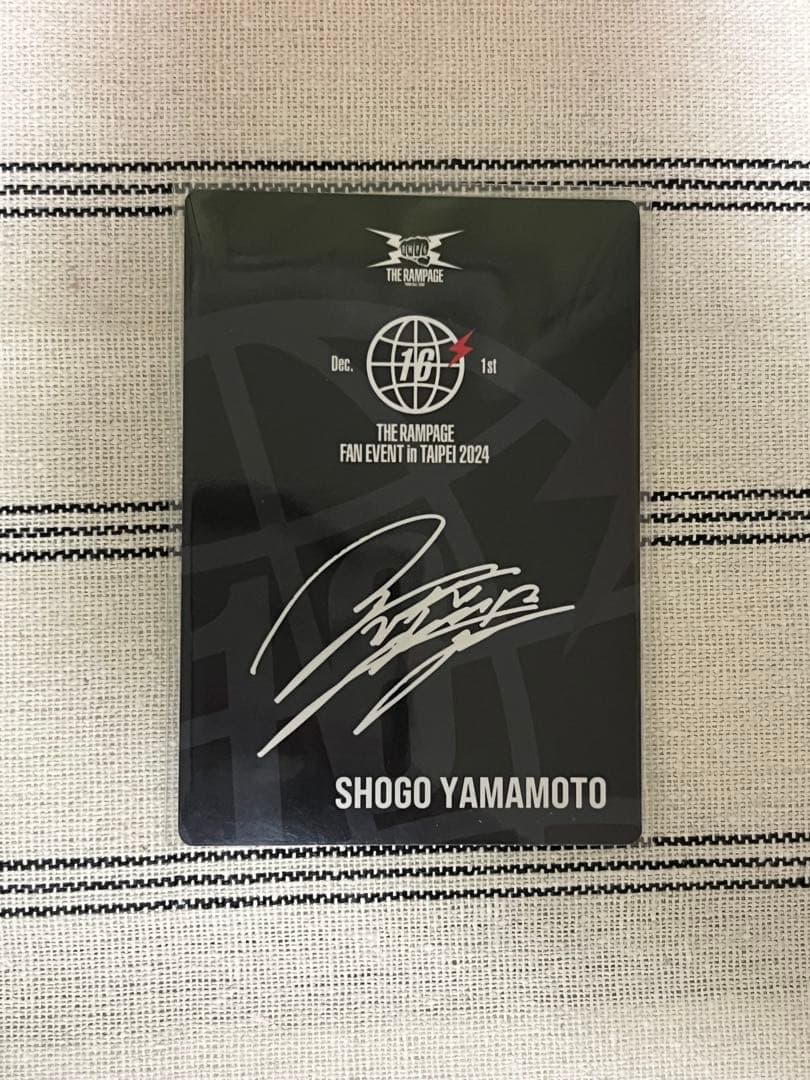 THE RAMPAGE
Dec. 16 1st
THE RAMPAGE
FAN EVENT in TAIPEI 2024
SHOGO YAMAMOTO